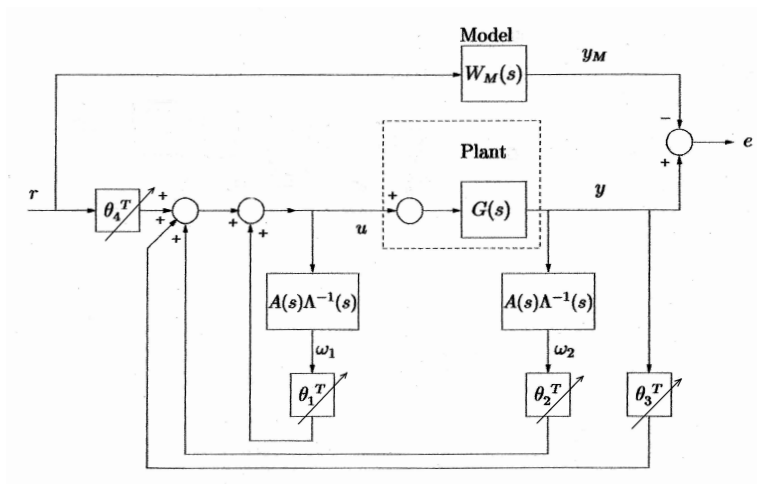 Model
W_M(s)
y_M
−
+
e
Plant
r
θ_4^T
+
+
+
+
+
u
+
G(s)
y
A(s)Λ^{-1}(s)
A(s)Λ^{-1}(s)
ω_1
ω_2
θ_1^T
θ_2^T
θ_3^T